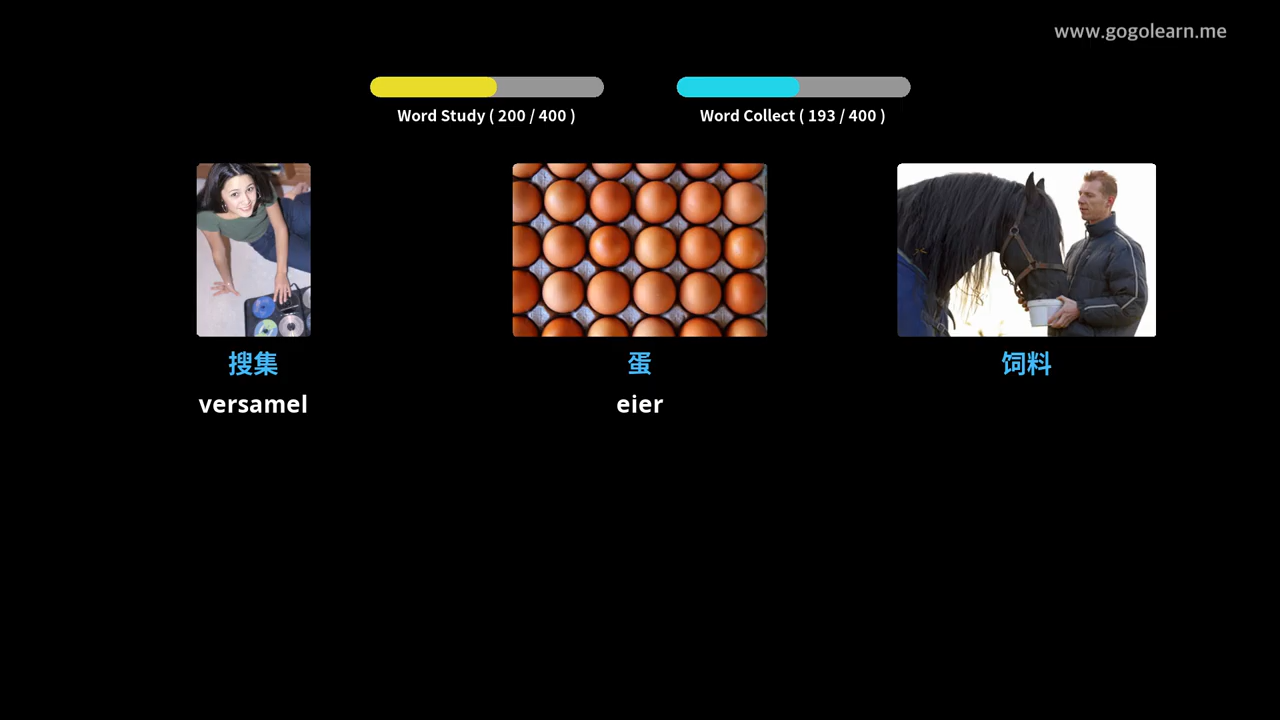 www.gogolearn.me
Word Study ( 200 / 400 )
Word Collect ( 193 / 400 )
搜集
蛋
饲料
versamel
eier